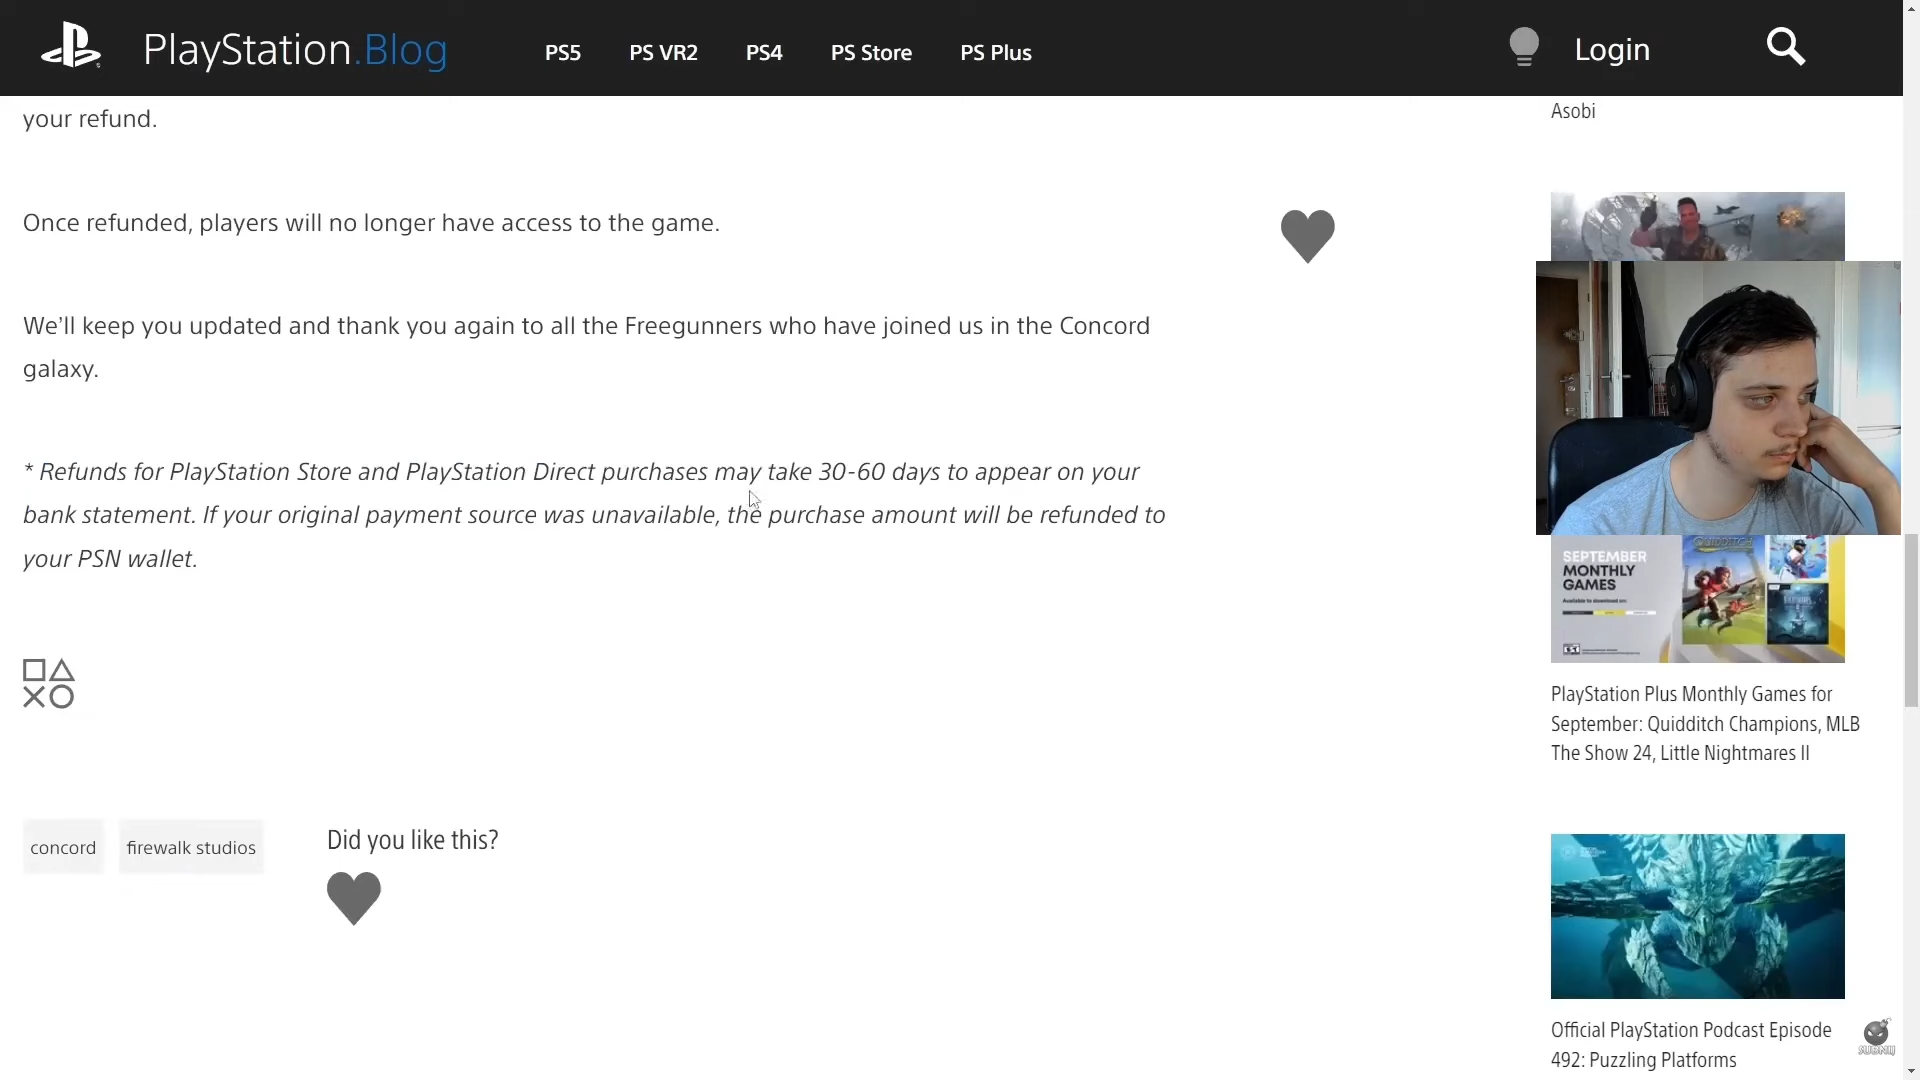 PlayStation.Blog
PS5
PS VR2
PS4
PS Store
PS Plus
Login
your refund.
Once refunded, players will no longer have access to the game.
We'll keep you updated and thank you again to all the Freegunners who have joined us in the Concord
galaxy.
* Refunds for PlayStation Store and PlayStation Direct purchases may take 30-60 days to appear on your
bank statement. If your original payment source was unavailable, the purchase amount will be refunded to
your PSN wallet.
concord
firewalk studios
Did you like this?
Asobi
QUIDDITCH
SEPTEMBER
MONTHLY
GAMES
PlayStation Plus Monthly Games for
September: Quidditch Champions, MLB
The Show 24, Little Nightmares II
Official PlayStation Podcast Episode
492: Puzzling Platforms